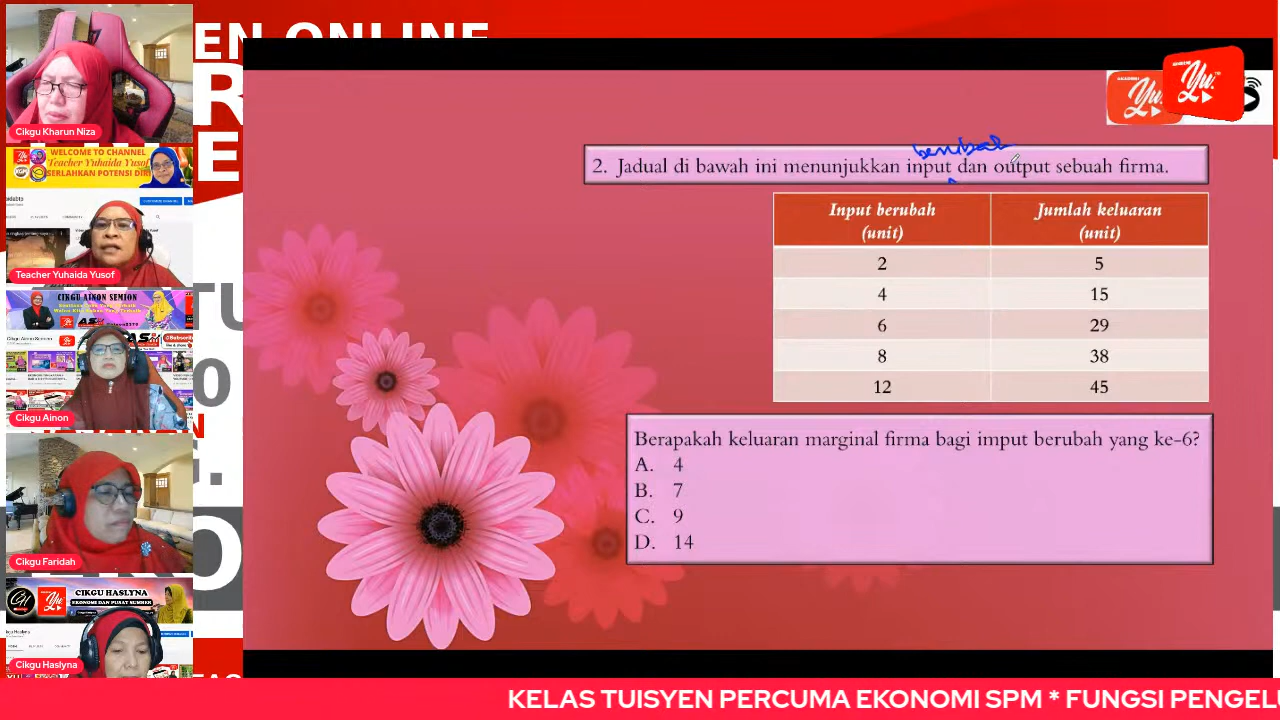 EN ONLINE
Cikgu Kharun Niza
WELCOME TO CHANNEL
Teacher Yuhaida Yusof
SERLAHKAN POTENSI DIRI
Teacher Yuhaida Yusof
CIKGU AINON SEMION
Cikgu Ainon
Cikgu Faridah
CIKGU HASLYNA
EKONOMI DAN PUSAT SUMBER
Cikgu Haslyna
berubah
2. Jadual di bawah ini menunjukkan input dan output sebuah firma.
Input berubah (unit) Jumlah keluaran (unit)
2 5
4 15
6 29
8 38
12 45
Berapakah keluaran marginal firma bagi imput berubah yang ke-6?
A. 4
B. 7
C. 9
D. 14
KELAS TUISYEN PERCUMA EKONOMI SPM * FUNGSI PENGEL